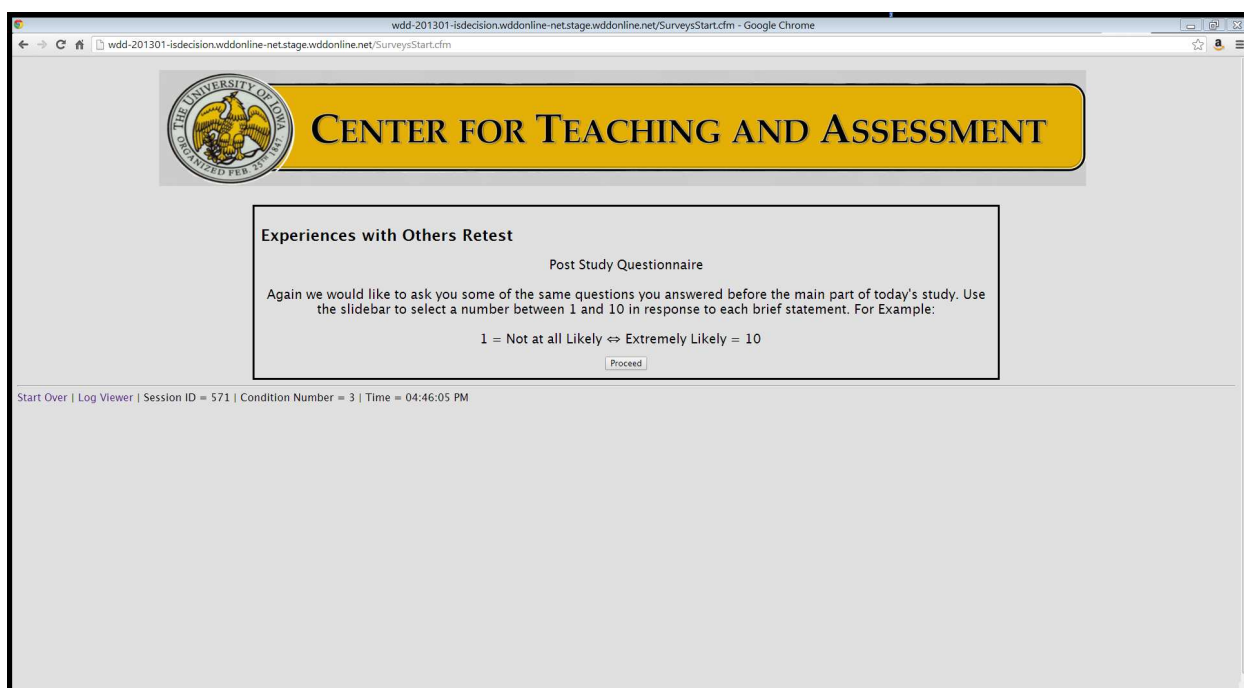 wdd-201301-isdecision.wddonline-net.stage.wddonline.net/SurveysStart.cfm - Google Chrome
wdd-201301-isdecision.wddonline-net.stage.wddonline.net/SurveysStart.cfm
THE UNIVERSITY OF IOWA
ORGANIZED FEB. 25TH 1847
CENTER FOR TEACHING AND ASSESSMENT
Experiences with Others Retest
Post Study Questionnaire
Again we would like to ask you some of the same questions you answered before the main part of today's study. Use
the slidebar to select a number between 1 and 10 in response to each brief statement. For Example:
1 = Not at all Likely ⇔ Extremely Likely = 10
Proceed
Start Over | Log Viewer | Session ID = 571 | Condition Number = 3 | Time = 04:46:05 PM